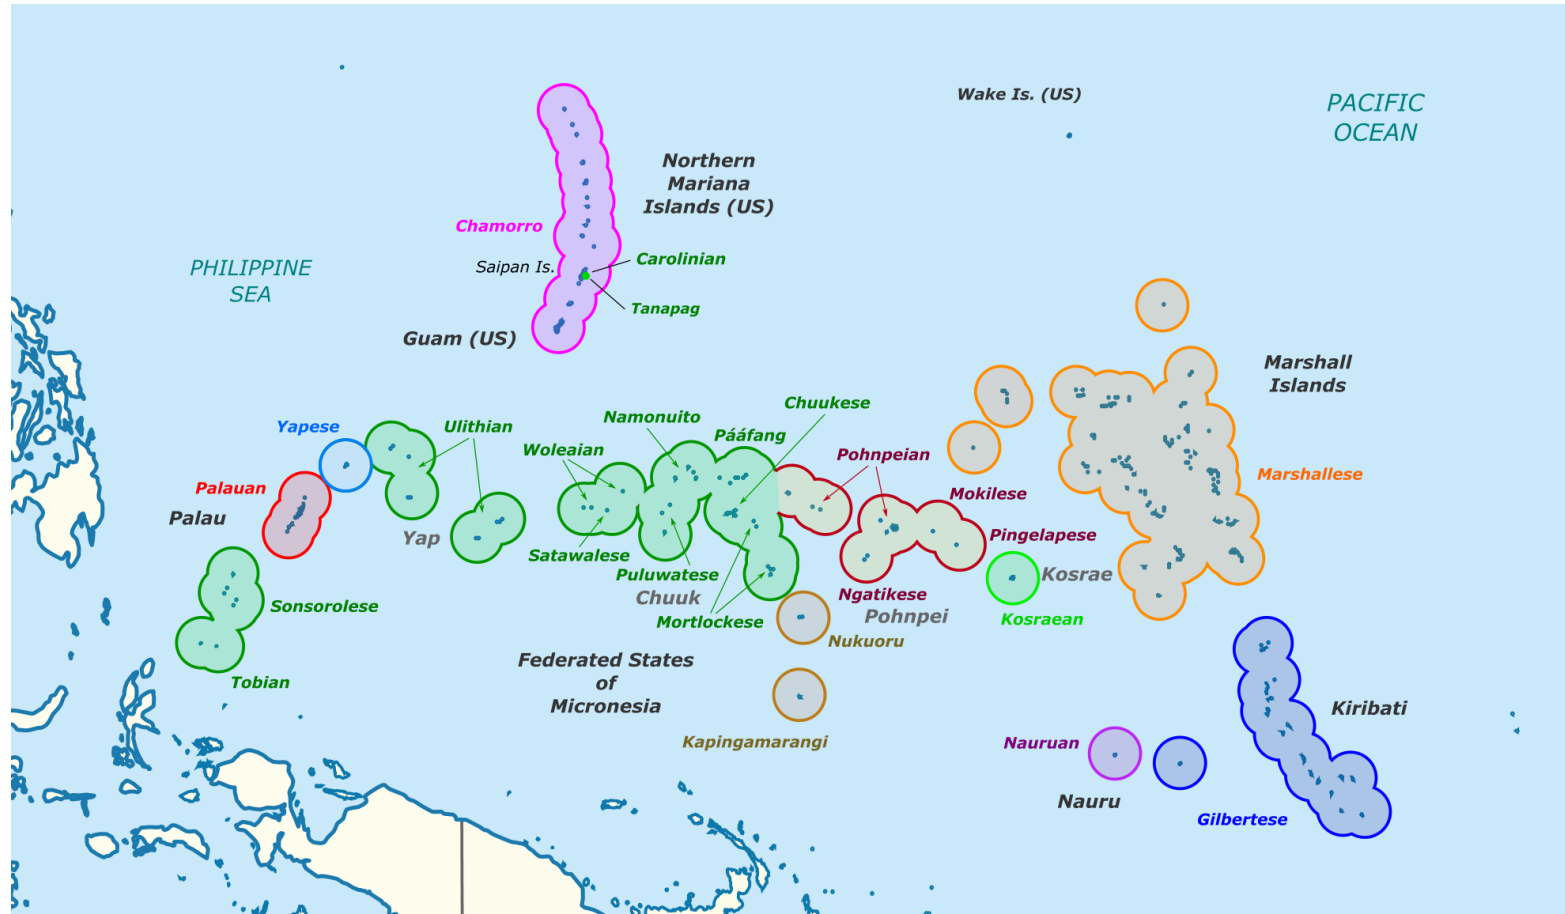 Wake Is. (US)
PACIFIC
OCEAN
Northern
Mariana
Islands (US)
Chamorro
PHILIPPINE
SEA
Saipan Is.
Carolinian
Tanapag
Guam (US)
Marshall
Islands
Chuukese
Namonuito
Ulithian
Yapese
Pááfang
Woleaian
Pohnpeian
Marshallese
Palauan
Mokilese
Palau
Yap
Pingelapese
Satawalese
Puluwatese
Kosrae
Chuuk
Ngatikese
Sonsorolese
Pohnpei
Mortlockese
Kosraean
Nukuoru
Federated States
of
Micronesia
Tobian
Kiribati
Kapingamarangi
Nauruan
Nauru
Gilbertese